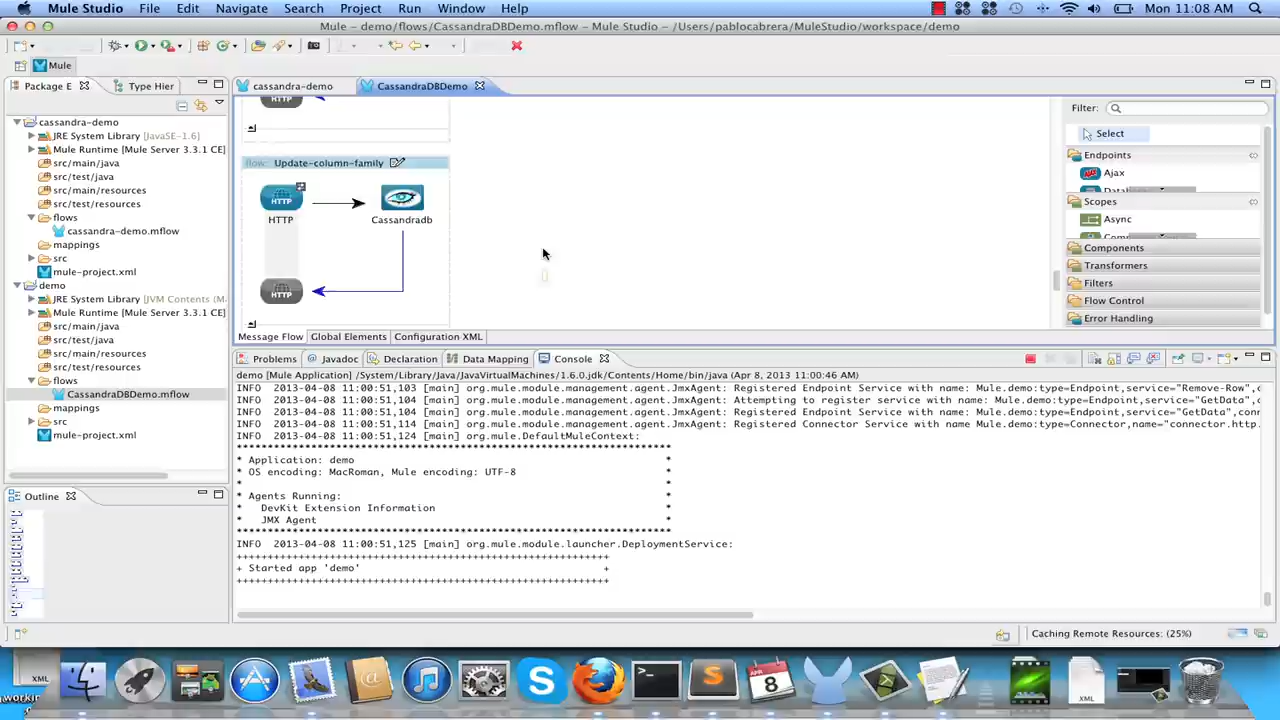 Mule Studio File Edit Navigate Search Project Run Window Help Mon 11:08 AM
Mule - demo/flows/CassandraDBDemo.mflow - Mule Studio - /Users/pablocabrera/MuleStudio/workspace/demo
Mule
Package E Type Hier
cassandra-demo CassandraDBDemo
cassandra-demo
JRE System Library [JavaSE-1.6]
Mule Runtime [Mule Server 3.3.1 CE]
src/main/java
src/test/java
src/main/resources
src/test/resources
flows
cassandra-demo.mflow
mappings
src
mule-project.xml
demo
JRE System Library [JVM Contents (M
Mule Runtime [Mule Server 3.3.1 CE]
src/main/java
src/test/java
src/main/resources
src/test/resources
flows
CassandraDBDemo.mflow
mappings
src
mule-project.xml
Outline
HTTP
flow: Update-column-family
HTTP
HTTP Cassandradb
HTTP
Message Flow Global Elements Configuration XML
Filter:
Select
Endpoints
Ajax
Scopes
Async
Components
Transformers
Filters
Flow Control
Error Handling
Problems Javadoc Declaration Data Mapping Console
demo [Mule Application] /System/Library/Java/JavaVirtualMachines/1.6.0.jdk/Contents/Home/bin/java (Apr 8, 2013 11:00:46 AM)
INFO 2013-04-08 11:00:51,103 [main] org.mule.module.management.agent.JmxAgent: Registered Endpoint Service with name: Mule.demo:type=Endpoint,service="Remove-Row",
INFO 2013-04-08 11:00:51,104 [main] org.mule.module.management.agent.JmxAgent: Attempting to register service with name: Mule.demo:type=Endpoint,service="GetData",
INFO 2013-04-08 11:00:51,104 [main] org.mule.module.management.agent.JmxAgent: Registered Endpoint Service with name: Mule.demo:type=Endpoint,service="GetData",conn
INFO 2013-04-08 11:00:51,114 [main] org.mule.module.management.agent.JmxAgent: Registered Connector Service with name Mule.demo:type=Connector,name="connector.http.
INFO 2013-04-08 11:00:51,124 [main] org.mule.DefaultMuleContext:
**********************************************************************
* Application: demo *
* OS encoding: MacRoman, Mule encoding: UTF-8 *
* *
* Agents Running: *
* DevKit Extension Information *
* JMX Agent *
**********************************************************************
INFO 2013-04-08 11:00:51,125 [main] org.mule.module.launcher.DeploymentService:
++++++++++++++++++++++++++++++++++++++++++++++++++++++++++++
+ Started app 'demo' +
++++++++++++++++++++++++++++++++++++++++++++++++++++++++++++
Caching Remote Resources: (25%)
XML
APR
8
XML